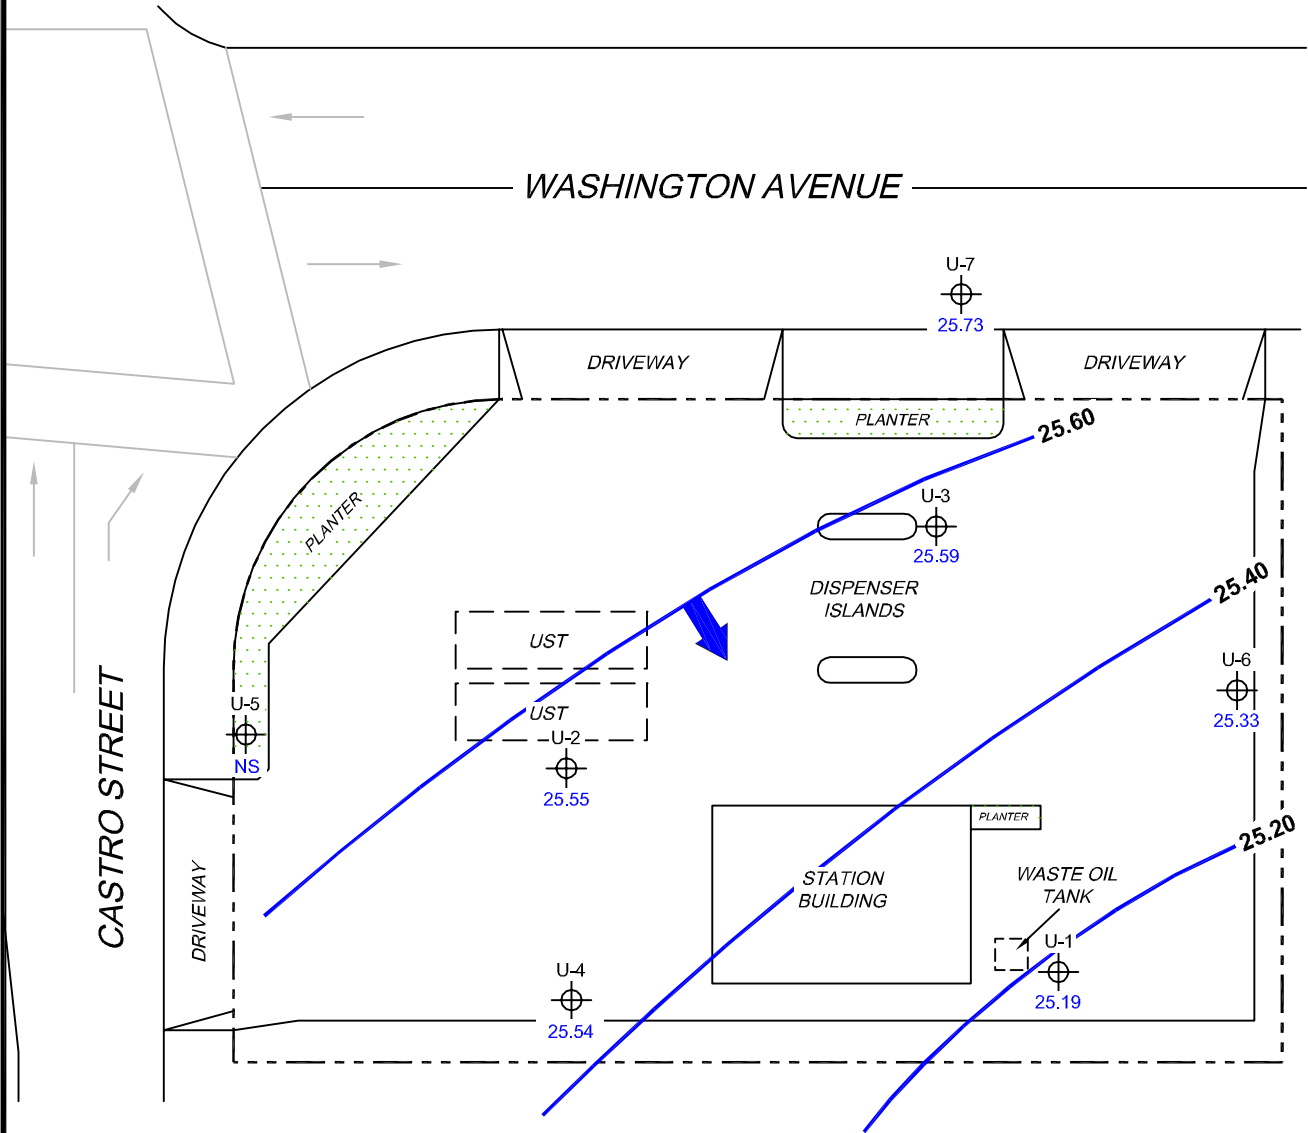 WASHINGTON AVENUE
U-7
25.73
DRIVEWAY
DRIVEWAY
PLANTER
25.60
PLANTER
U-3
25.59
DISPENSER
ISLANDS
25.40
UST
U-6
25.33
U-5
NS
UST
U-2
25.55
CASTRO STREET
DRIVEWAY
PLANTER
25.20
STATION
BUILDING
WASTE OIL
TANK
U-1
25.19
U-4
25.54